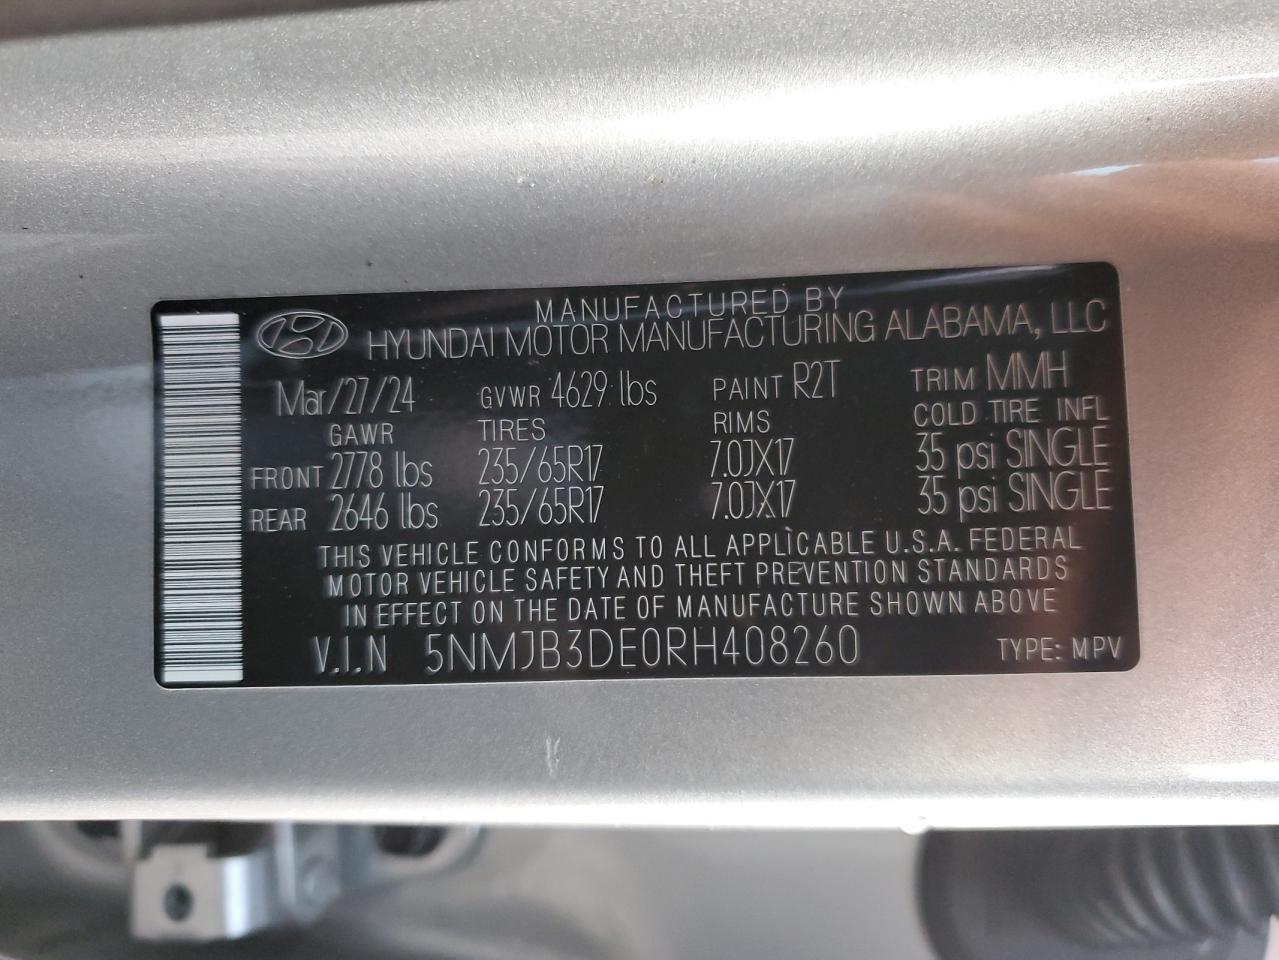 MANUFACTURED BY
HYUNDAI MOTOR MANUFACTURING ALABAMA, LLC
Mar/27/24 GVWR 4629 lbs PAINT R2T TRIM MMH
GAWR TIRES RIMS COLD TIRE INFL
FRONT 2778 lbs 235/65R17 7.0JX17 35 psi SINGLE
REAR 2646 lbs 235/65R17 7.0JX17 35 psi SINGLE
THIS VEHICLE CONFORMS TO ALL APPLICABLE U.S.A. FEDERAL
MOTOR VEHICLE SAFETY AND THEFT PREVENTION STANDARDS
IN EFFECT ON THE DATE OF MANUFACTURE SHOWN ABOVE
V.I.N 5NMJB3DE0RH408260 TYPE: MPV